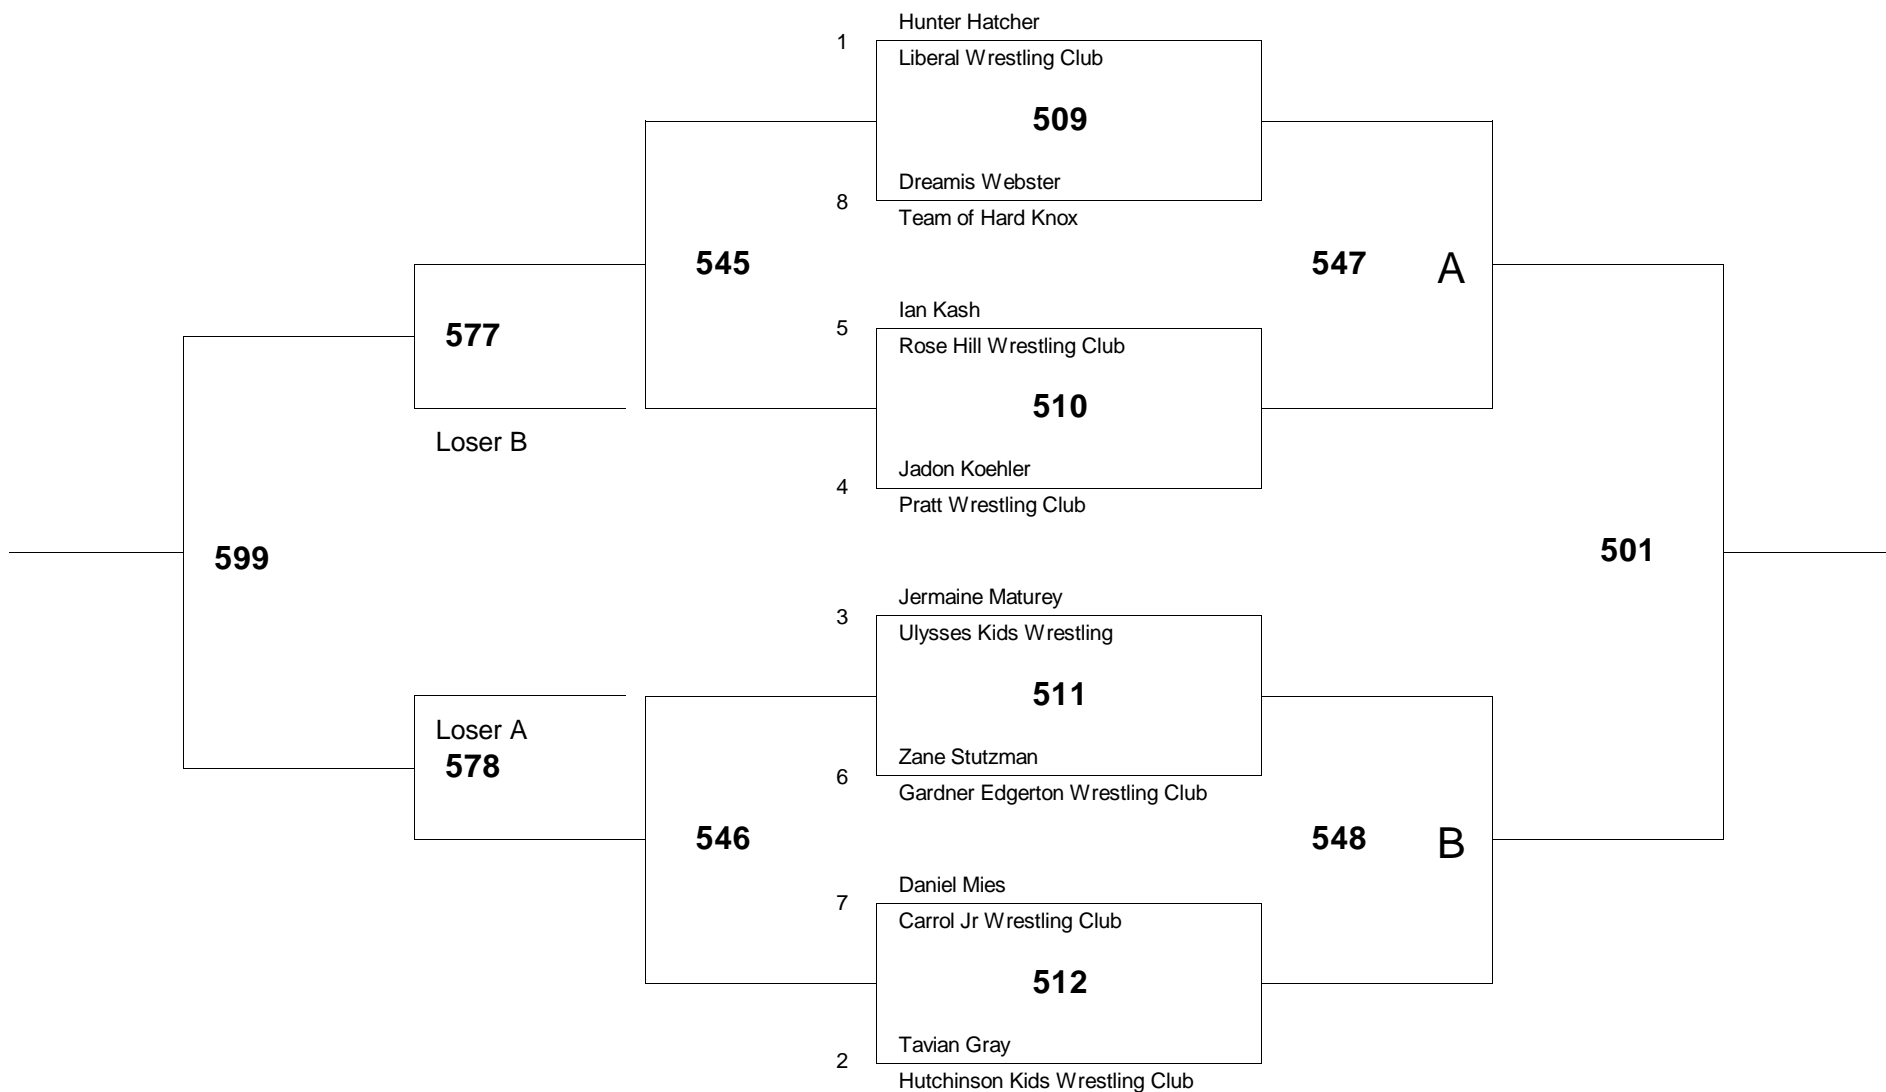 Hunter Hatcher
1
Liberal Wrestling Club
509
Dreamis Webster
8
Team of Hard Knox
545
547 A
Ian Kash
5
577
Rose Hill Wrestling Club
510
Loser B
Jadon Koehler
4
Pratt Wrestling Club
599
501
Jermaine Maturey
3
Ulysses Kids Wrestling
511
Loser A
578
Zane Stutzman
6
Gardner Edgerton Wrestling Club
546
548 B
Daniel Mies
7
Carrol Jr Wrestling Club
512
Tavian Gray
2
Hutchinson Kids Wrestling Club